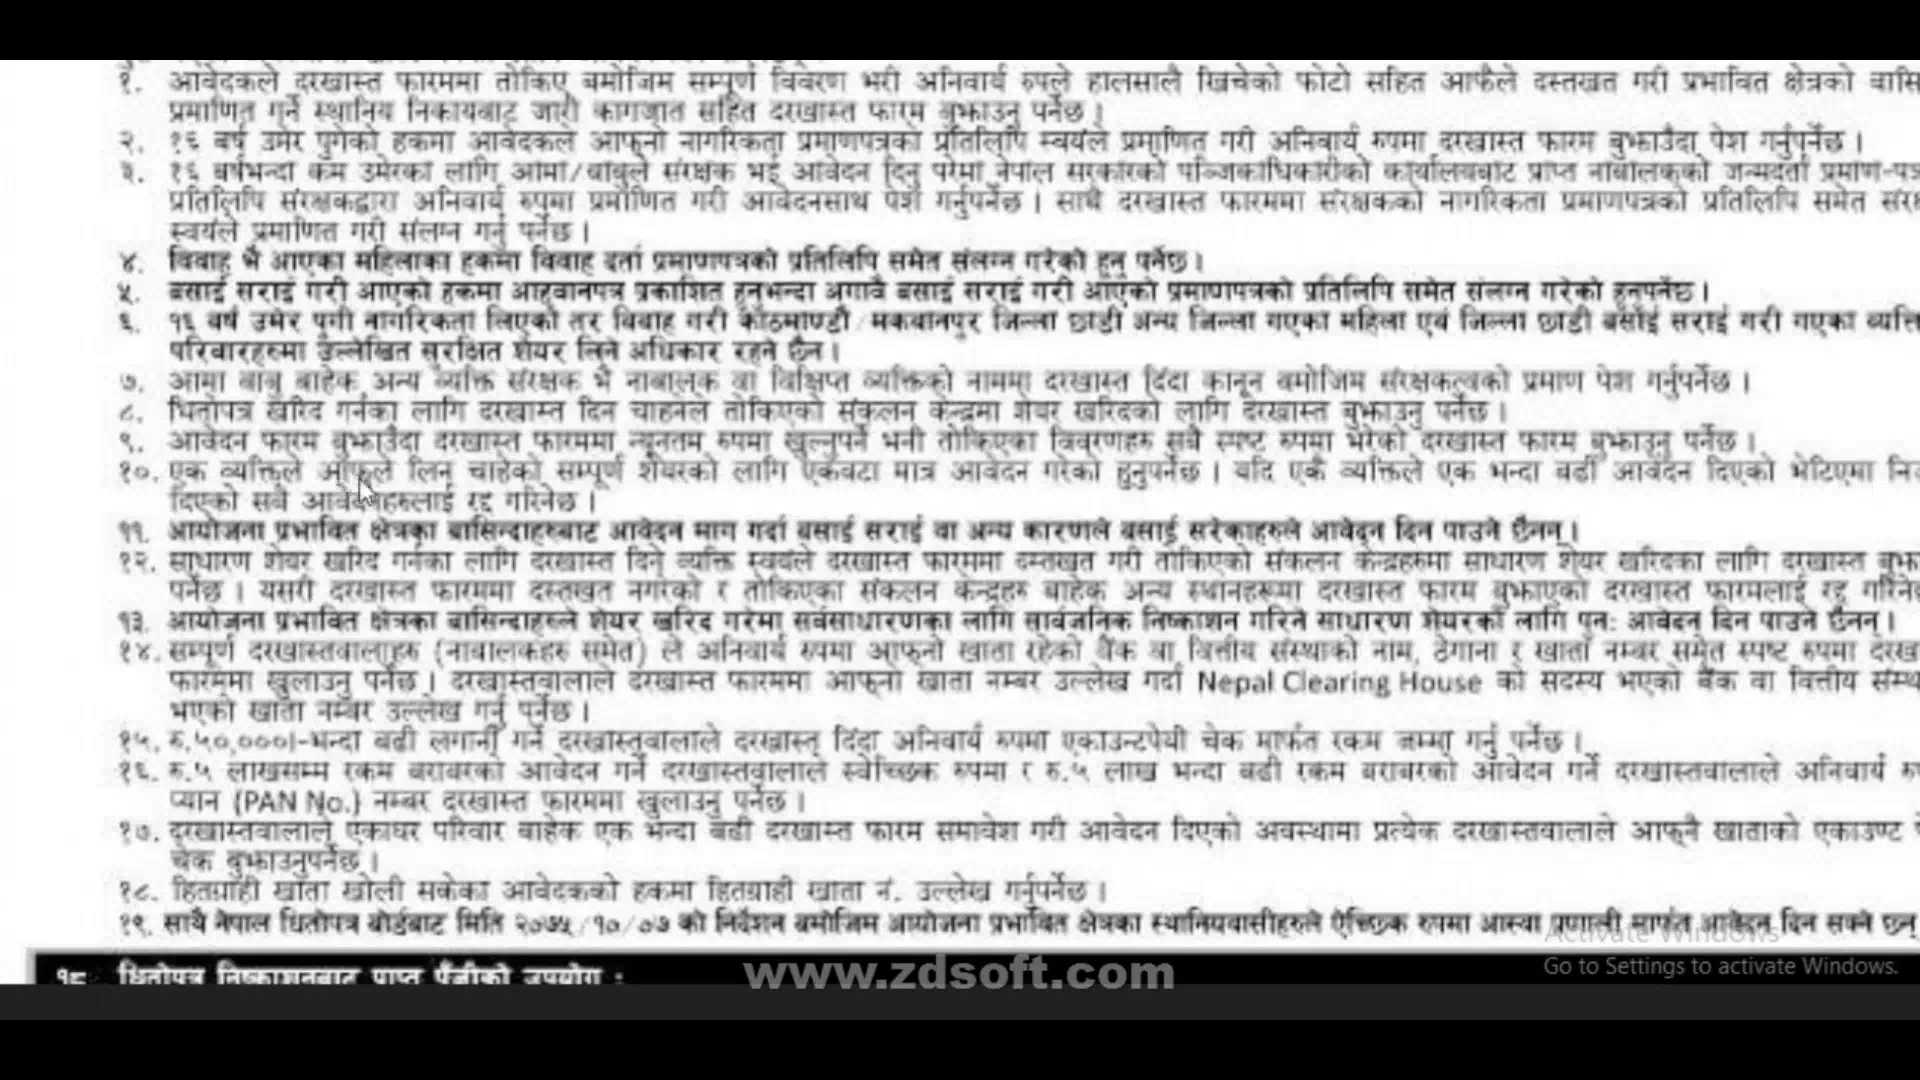 १. आवेदकले दरखास्त फारममा तोकिए बमोजिम सम्पूर्ण विवरण भरी अनिवार्य रुपले हालसालै खिचेको फोटो सहित आफैले दस्तखत गरी प्रभावित क्षेत्रको
प्रमाणित गर्ने स्थानिय निकायबाट जारी कागजात सहित दरखास्त फारम बुझाउनु पर्नेछ ।
२. १६ बर्ष उमेर पुगेको हकमा आवेदकले आफ्नो नागरिकता प्रमाणपत्रको प्रतिलिपि स्वयंले प्रमाणित गरी अनिवार्य रुपमा दरखास्त फारम बुझाउँदा पेश गर्नुपर्नेछ ।
३. १६ बर्षभन्दा कम उमेरका लागि आमा/बाबुले संरक्षक भई आवेदन दिनु परेमा नेपाल सरकारको पञ्जिकाधिकारीको कार्यालयबाट प्राप्त नाबालकको जन्मदर्ता प्रमाण-पत्र
प्रतिलिपि संरक्षकद्वारा अनिवार्य रुपमा प्रमाणित गरी आवेदनसाथ पेश गर्नुपर्नेछ । साथै दरखास्त फारममा संरक्षकको नागरिकता प्रमाणपत्रको प्रतिलिपि समेत
स्वयंले प्रमाणित गरी संलग्न गर्नु पर्नेछ ।
४. विवाह भै आएका महिलाका हकमा विवाह दर्ता प्रमाणपत्रको प्रतिलिपि समेत संलग्न गरेको हुनु पर्नेछ ।
५. बसाई सराई गरी आएको हकमा आह्वानपत्र प्रकाशित हुनुभन्दा अगावै बसाई सराई गरी आएको प्रमाणपत्रको प्रतिलिपि समेत संलग्न गरेको हुनुपर्नेछ ।
६. १६ वर्ष उमेर पुगी नागरिकता लिएको तर विवाह गरी काठमाण्डौ/मकवानपुर जिल्ला छाडी अन्य जिल्ला गएका महिला एवं जिल्ला छाडी बसाई सराई गरी गएका
परिवारहरुमा उल्लेखित सुरक्षित शेयर लिने अधिकार रहने छैन ।
७. आमा बाबु बाहेक अन्य व्यक्ति संरक्षक भै नाबालक वा विक्षिप्त व्यक्तिको नाममा दरखास्त दिंदा कानून बमोजिम संरक्षकत्वको प्रमाण पेश गर्नुपर्नेछ ।
८. धितोपत्र खरिद गर्नका लागि दरखास्त दिन चाहनेले तोकिएको संकलन केन्द्रमा शेयर खरिदको लागि दरखास्त बुझाउनु पर्नेछ ।
९. आवेदन फारम बुझाउँदा दरखास्त फारममा न्यूनतम रुपमा खुल्नुपर्ने भनी तोकिएका विवरणहरु सबै स्पष्ट रुपमा भरेको दरखास्त फारम बुझाउनु पर्नेछ ।
१०. एक व्यक्तिले आफूले लिन चाहेको सम्पूर्ण शेयरको लागि एकवटा मात्र आवेदन गरेको हुनुपर्नेछ । यदि एकै व्यक्तिले एक भन्दा बढी आवेदन दिएको भेटिएमा
दिएको सबै आवेदनहरुलाई रद्द गरिनेछ ।
११. आयोजना प्रभावित क्षेत्रका बासिन्दाहरुबाट आवेदन माग गर्दा बसाई सराई वा अन्य कारणले बसाई सरेकाहरुले आवेदन दिन पाउने छैनन् ।
१२. साधारण शेयर खरिद गर्नका लागि दरखास्त दिने व्यक्ति स्वयंले दरखास्त फारममा दस्तखत गरी तोकिएको संकलन केन्द्रहरुमा साधारण शेयर खरिदका लागि दरखास्त
पर्नेछ । यसरी दरखास्त फारममा दस्तखत नगरेको र तोकिएका संकलन केन्द्रहरु बाहेक अन्य स्थानहरूमा दरखास्त फारम बुझाएको दरखास्त फारमलाई रद्द
१३. आयोजना प्रभावित क्षेत्रका बासिन्दाहरुले शेयर खरिद गरेमा सर्वसाधारणका लागि सार्वजनिक निष्काशन गरिने साधारण शेयरको लागि पुनः आवेदन दिन पाउने छैनन् ।
१४. सम्पूर्ण दरखास्तवालाहरु (नाबालकहरु समेत) ले अनिवार्य रुपमा आफ्नो खाता रहेको बैंक वा वित्तीय संस्थाको नाम, ठेगाना र खाता नम्बर समेत स्पष्ट रुपमा
फारममा खुलाउनु पर्नेछ । दरखास्तवालाले दरखास्त फारममा आफ्नो खाता नम्बर उल्लेख गर्दा Nepal Clearing House को सदस्य भएको बैंक वा वित्तीय
भएको खाता नम्बर उल्लेख गर्नु पर्नेछ ।
१५. रु.५०,०००।-भन्दा बढी लगानी गर्ने दरखास्तवालाले दरखास्त दिंदा अनिवार्य रुपमा एकाउन्टपेयी चेक मार्फत रकम जम्मा गर्नु पर्नेछ ।
१६. रु.५ लाखसम्म रकम बराबरको आवेदन गर्ने दरखास्तवालाले स्वेच्छिक रुपमा र रु.५ लाख भन्दा बढी रकम बराबरको आवेदन गर्ने दरखास्तवालाले अनिवार्य
प्यान (PAN No.) नम्बर दरखास्त फारममा खुलाउनु पर्नेछ ।
१७. दरखास्तवालाले एकाघर परिवार बाहेक एक भन्दा बढी दरखास्त फारम समावेश गरी आवेदन दिएको अवस्थामा प्रत्येक दरखास्तवालाले आफ्नै खाताको एकाउण्ट
चेक बुझाउनुपर्नेछ ।
१८. हितग्राही खाता खोली सकेका आवेदकको हकमा हितग्राही खाता नं. उल्लेख गर्नुपर्नेछ ।
१९. साथै नेपाल धितोपत्र बोर्डबाट मिति २०७५/१०/०७ को निर्देशन बमोजिम आयोजना प्रभावित क्षेत्रका स्थानियवासीहरुले ऐच्छिक रुपमा आस्वा प्रणाली मार्फत आवेदन दिन सक्ने छन्
Activate Windows
Go to Settings to activate Windows.
१८ धितोपत्र निष्काशनबाट प्राप्त पूँजीको उपयोग :
www.zdsoft.com